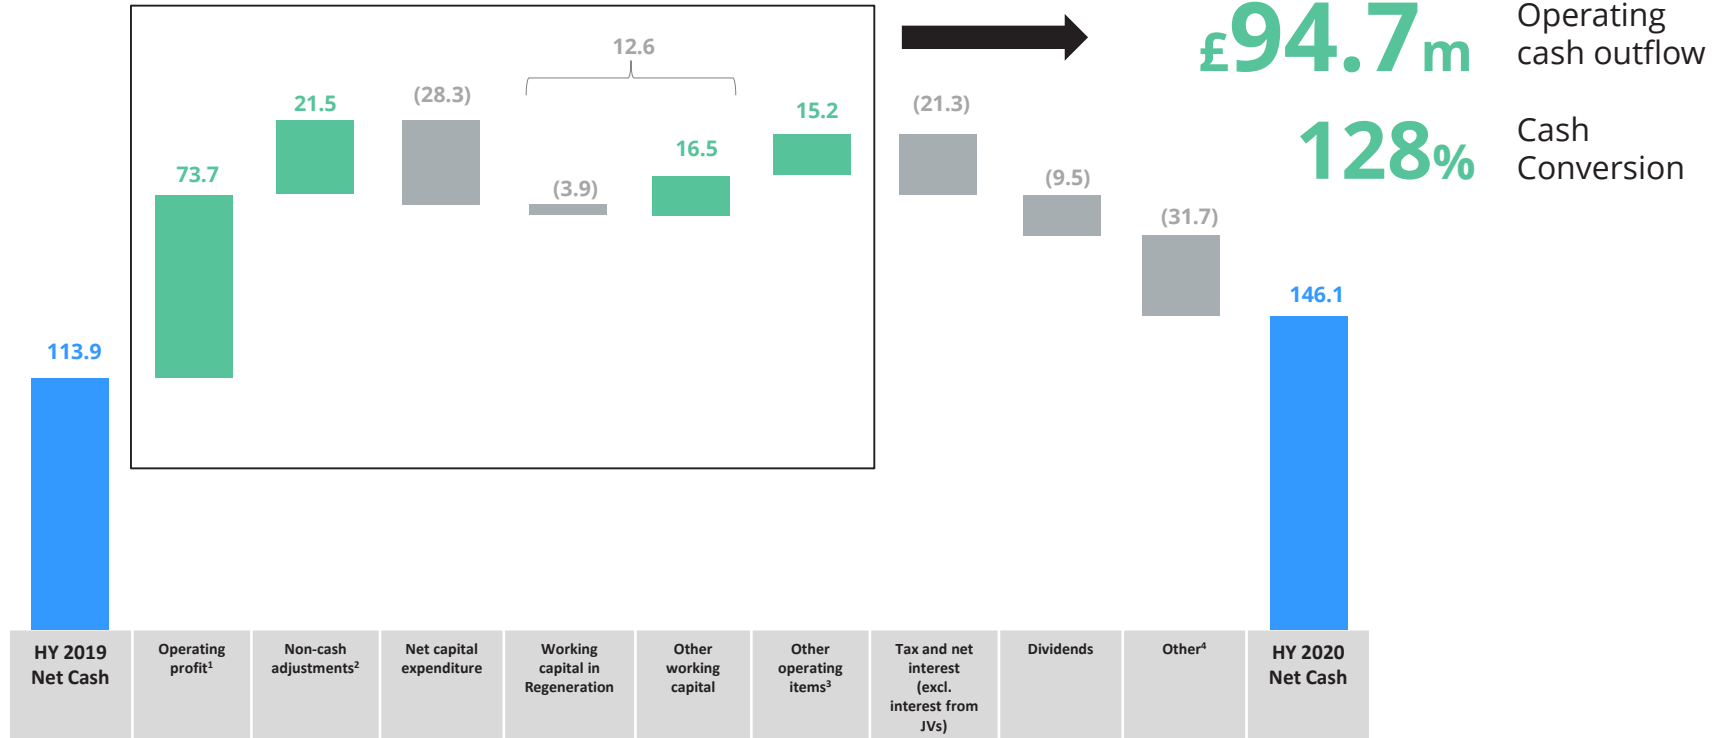 £94.7m
Operating
cash outflow
128%
Cash
Conversion
113.9
73.7
21.5
(28.3)
12.6
(3.9)
16.5
15.2
(21.3)
(9.5)
(31.7)
146.1
HY 2019
Net Cash
Operating
profit¹
Non-cash
adjustments²
Net capital
expenditure
Working
capital in
Regeneration
Other
working
capital
Other
operating
items³
Tax and net
interest
(excl.
interest from
JVs)
Dividends
Other⁴
HY 2020
Net Cash